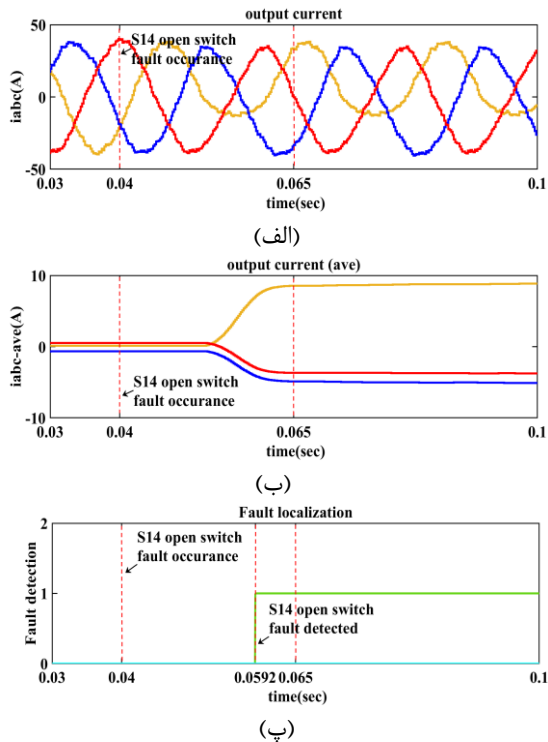 output current
50
0
-50
iabc(A)
S14 open switch
fault occurance
0.03
0.04
0.065
0.1
time(sec)
(الف)
output current (ave)
10
0
-10
iabc-ave(A)
S14 open switch
fault occurance
0.03
0.04
0.065
0.1
time(sec)
(ب)
Fault localization
2
1
0
Fault detection
S14 open switch
fault occurance
S14 open switch
fault detected
0.03
0.04
0.0592
0.065
0.1
time(sec)
(پ)